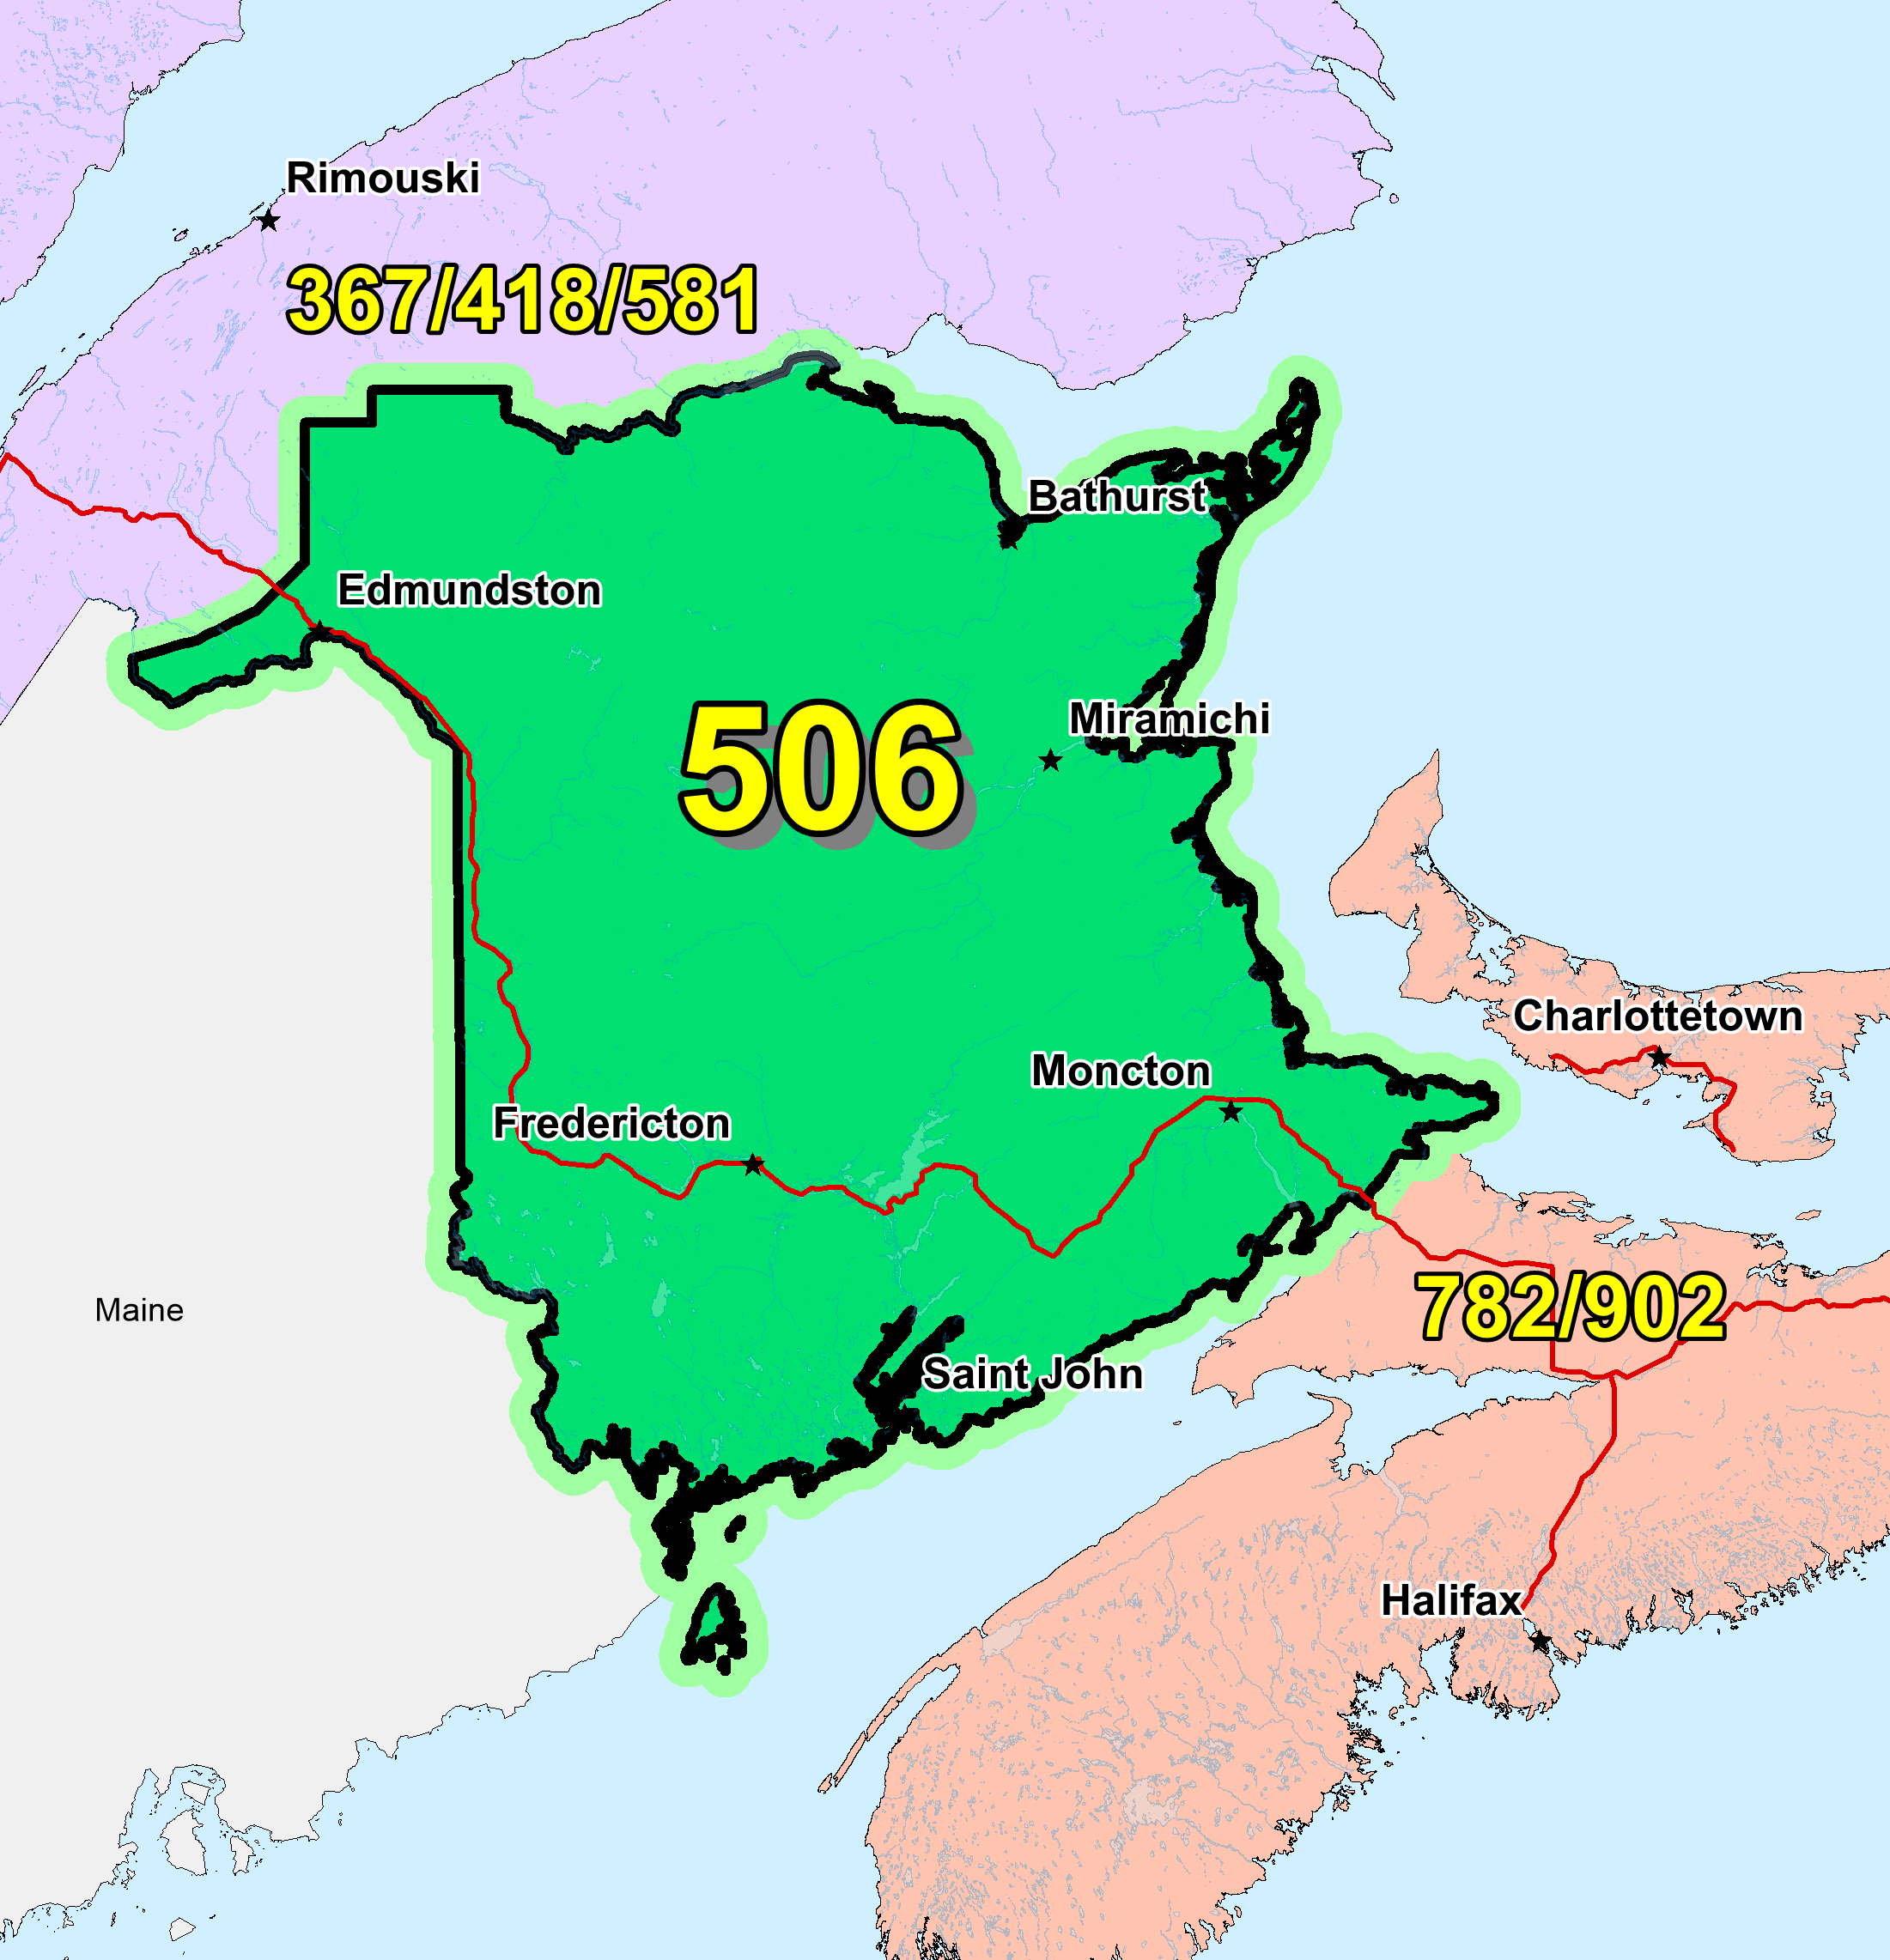 Rimouski
367/418/581
Bathurst
Edmundston
Miramichi
506
Charlottetown
Moncton
Fredericton
Maine
782/902
Saint John
Halifax